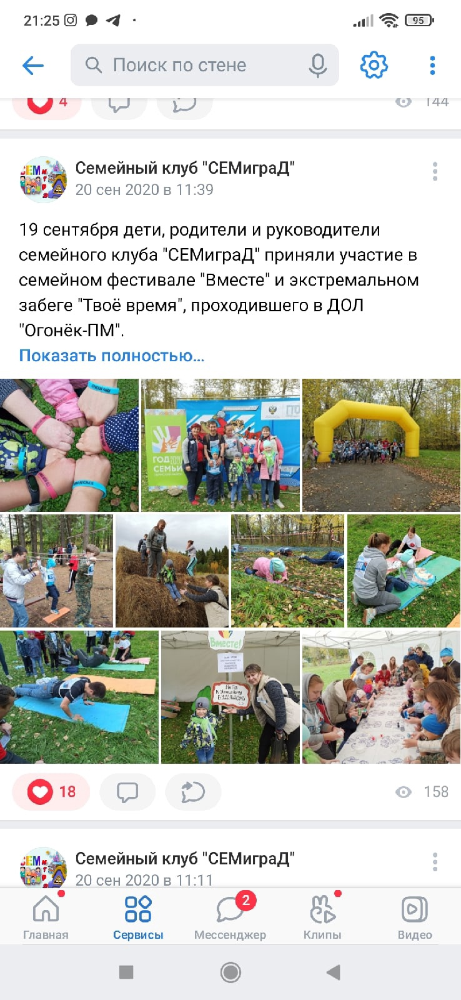 21:25
95
Поиск по стене
4
144
Семейный клуб "СЕМиграД"
20 сен 2020 в 11:39
19 сентября дети, родители и руководители
семейного клуба "СЕМиграД" приняли участие в
семейном фестивале "Вместе" и экстремальном
забеге "Твоё время", проходившего в ДОЛ
"Огонёк-ПМ".
Показать полностью...
ГОД 2020
СЕМЬИ
Вместе!
БУДУЩЕМУ
18
158
Семейный клуб "СЕМиграД"
20 сен 2020 в 11:11
2
Главная
Сервисы
Мессенджер
Клипы
Видео